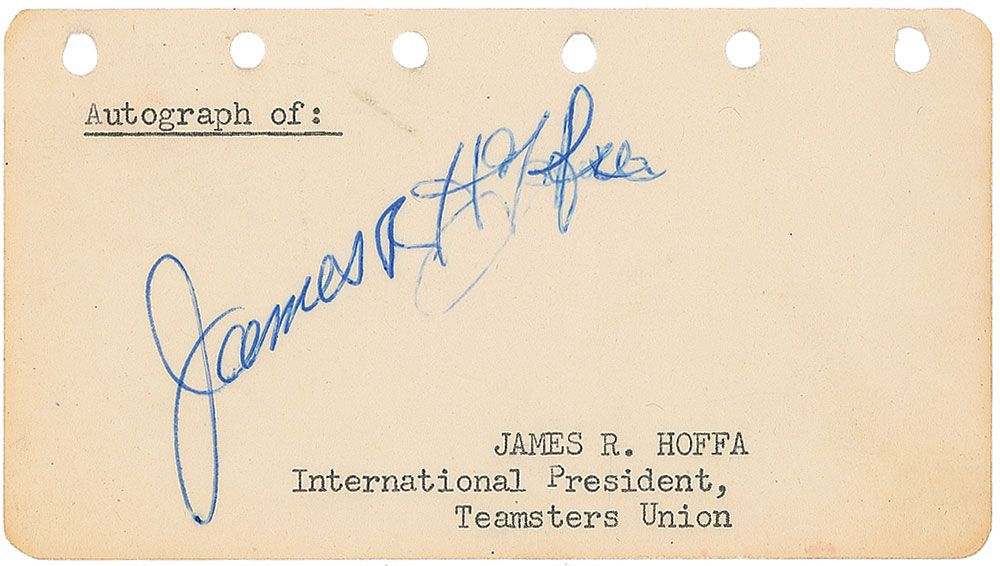 Autograph of:
James R Hoffa
JAMES R. HOFFA
International President,
Teamsters Union